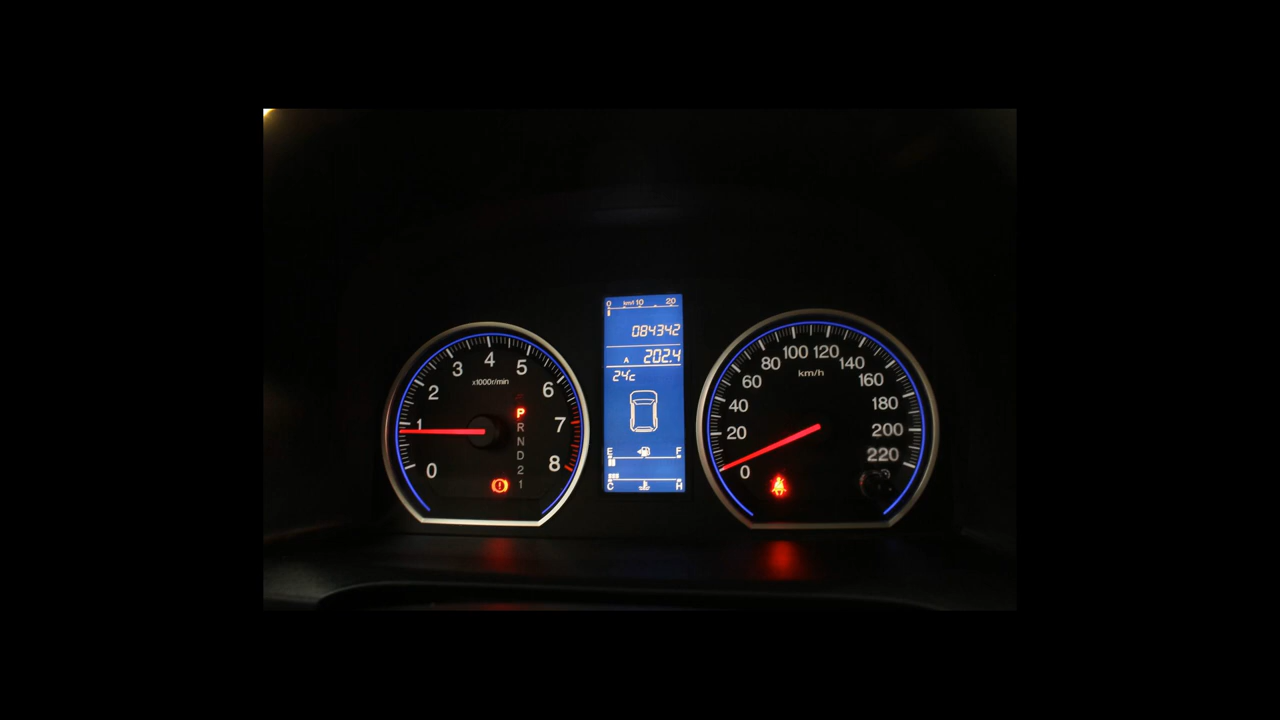 0 1 2 3 4 5 6 7 8
x1000r/min
P
R
N
D
2
1
0 km/l 10 20
084342
A 202.4
24c
E F
C H
0 20 40 60 80 100 120 140 160 180 200 220
km/h